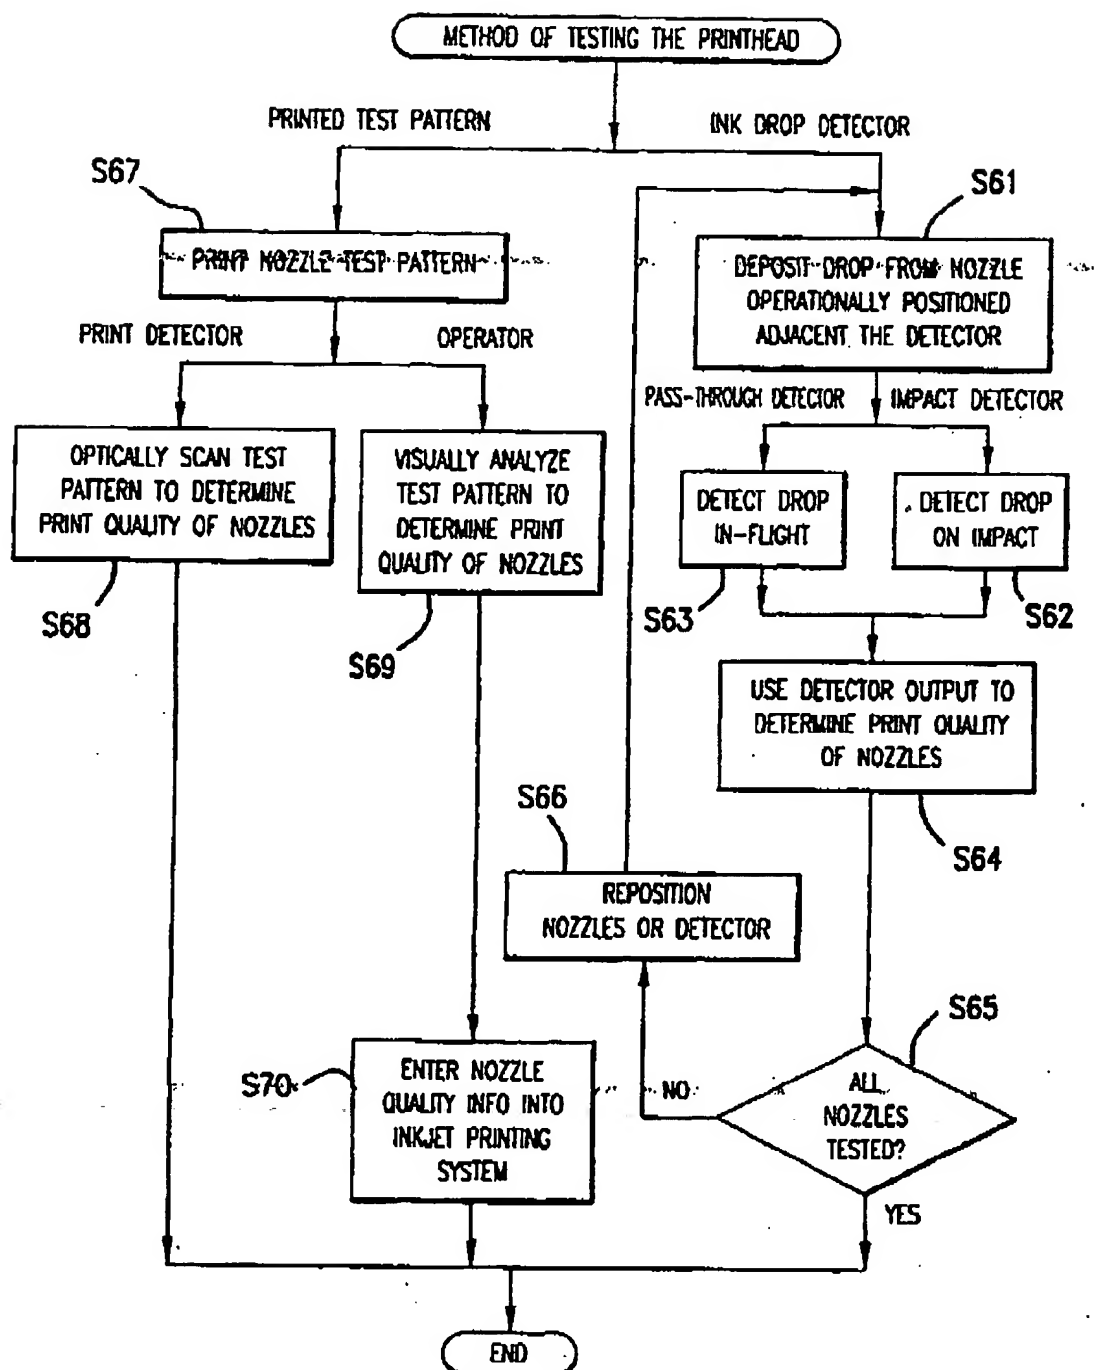 METHOD OF TESTING THE PRINTHEAD
PRINTED TEST PATTERN
INK DROP DETECTOR
S67
S61
PRINT NOZZLE TEST PATTERN
DEPOSIT DROP FROM NOZZLE
OPERATIONALLY POSITIONED
ADJACENT THE DETECTOR
PRINT DETECTOR
OPERATOR
PASS-THROUGH DETECTOR
IMPACT DETECTOR
OPTICALLY SCAN TEST
PATTERN TO DETERMINE
PRINT QUALITY OF NOZZLES
VISUALLY ANALYZE
TEST PATTERN TO
DETERMINE PRINT
QUALITY OF NOZZLES
DETECT DROP
IN-FLIGHT
DETECT DROP
ON IMPACT
S68
S69
S63
S62
USE DETECTOR OUTPUT TO
DETERMINE PRINT QUALITY
OF NOZZLES
S66
S64
REPOSITION
NOZZLES OR DETECTOR
S65
S70
ENTER NOZZLE
QUALITY INFO INTO
INKJET PRINTING
SYSTEM
NO
ALL
NOZZLES
TESTED?
YES
END